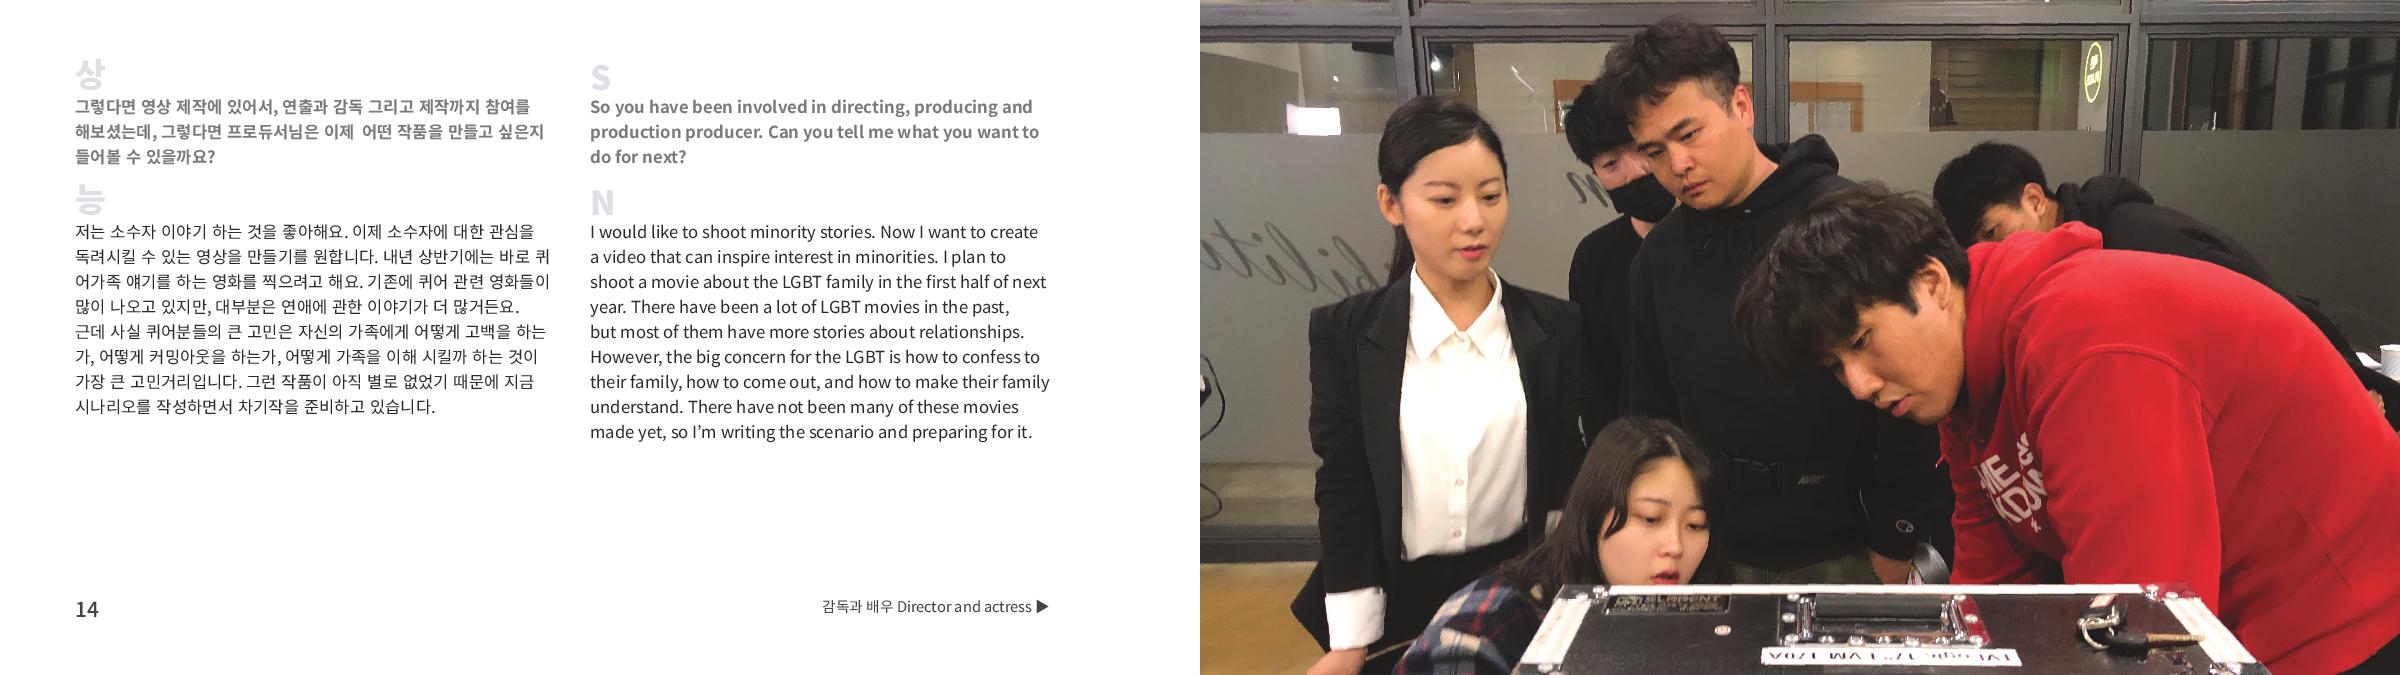 상
그렇다면 영상 제작에 있어서, 연출과 감독 그리고 제작까지 참여를
해보셨는데, 그렇다면 프로듀서님은 이제 어떤 작품을 만들고 싶은지
들어볼 수 있을까요?
능
저는 소수자 이야기 하는 것을 좋아해요. 이제 소수자에 대한 관심을
독려시킬 수 있는 영상을 만들기를 원합니다. 내년 상반기에는 바로 퀴
어가족 얘기를 하는 영화를 찍으려고 해요. 기존에 퀴어 관련 영화들이
많이 나오고 있지만, 대부분은 연애에 관한 이야기가 더 많거든요.
근데 사실 퀴어분들의 큰 고민은 자신의 가족에게 어떻게 고백을 하는
가, 어떻게 커밍아웃을 하는가, 어떻게 가족을 이해 시킬까 하는 것이
가장 큰 고민거리입니다. 그런 작품이 아직 별로 없었기 때문에 지금
시나리오를 작성하면서 차기작을 준비하고 있습니다.
S
So you have been involved in directing, producing and
production producer. Can you tell me what you want to
do for next?
N
I would like to shoot minority stories. Now I want to create
a video that can inspire interest in minorities. I plan to
shoot a movie about the LGBT family in the first half of next
year. There have been a lot of LGBT movies in the past,
but most of them have more stories about relationships.
However, the big concern for the LGBT is how to confess to
their family, how to come out, and how to make their family
understand. There have not been many of these movies
made yet, so I’m writing the scenario and preparing for it.
14
감독과 배우 Director and actress ▶
ARRI
TVLogic 17" LVM 170A